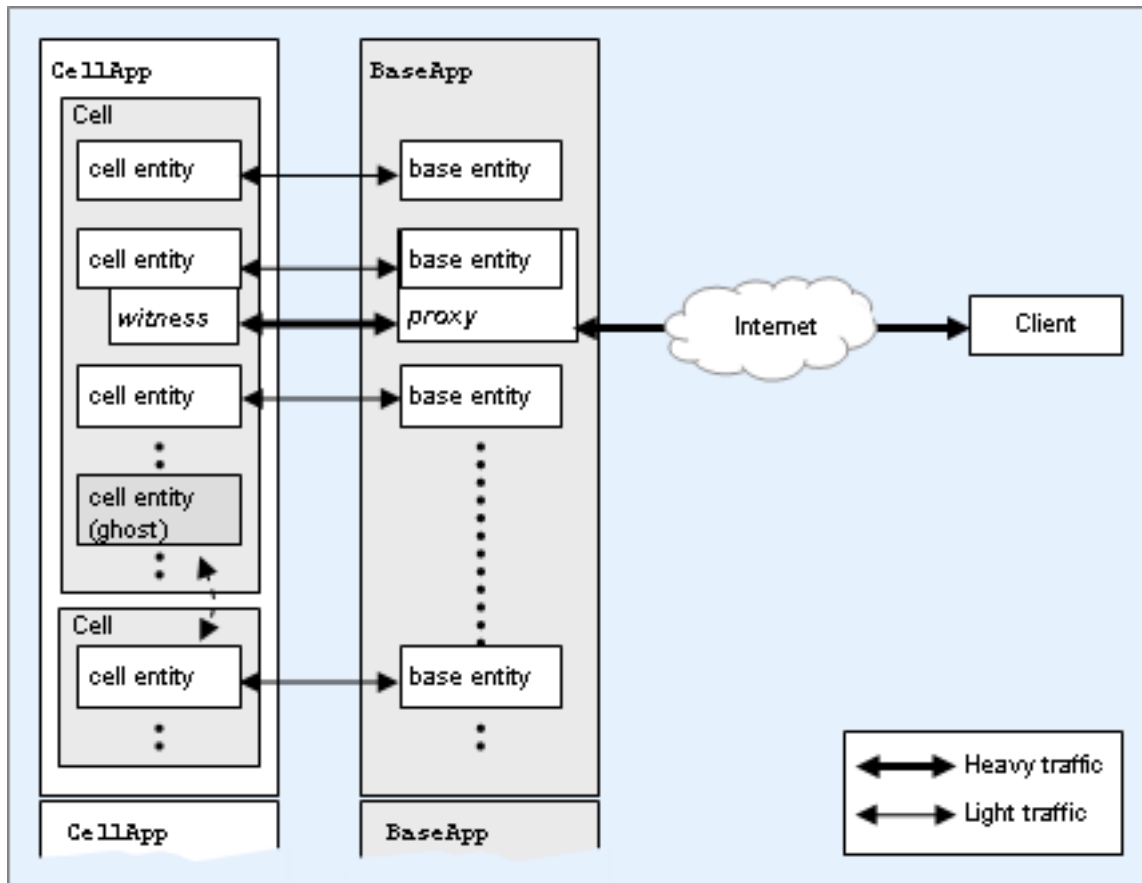 CellApp
Cell
cell entity
cell entity
witness
cell entity
cell entity
(ghost)
Cell
cell entity
CellApp
BaseApp
base entity
base entity
proxy
base entity
base entity
BaseApp
Internet
Client
Heavy traffic
Light traffic